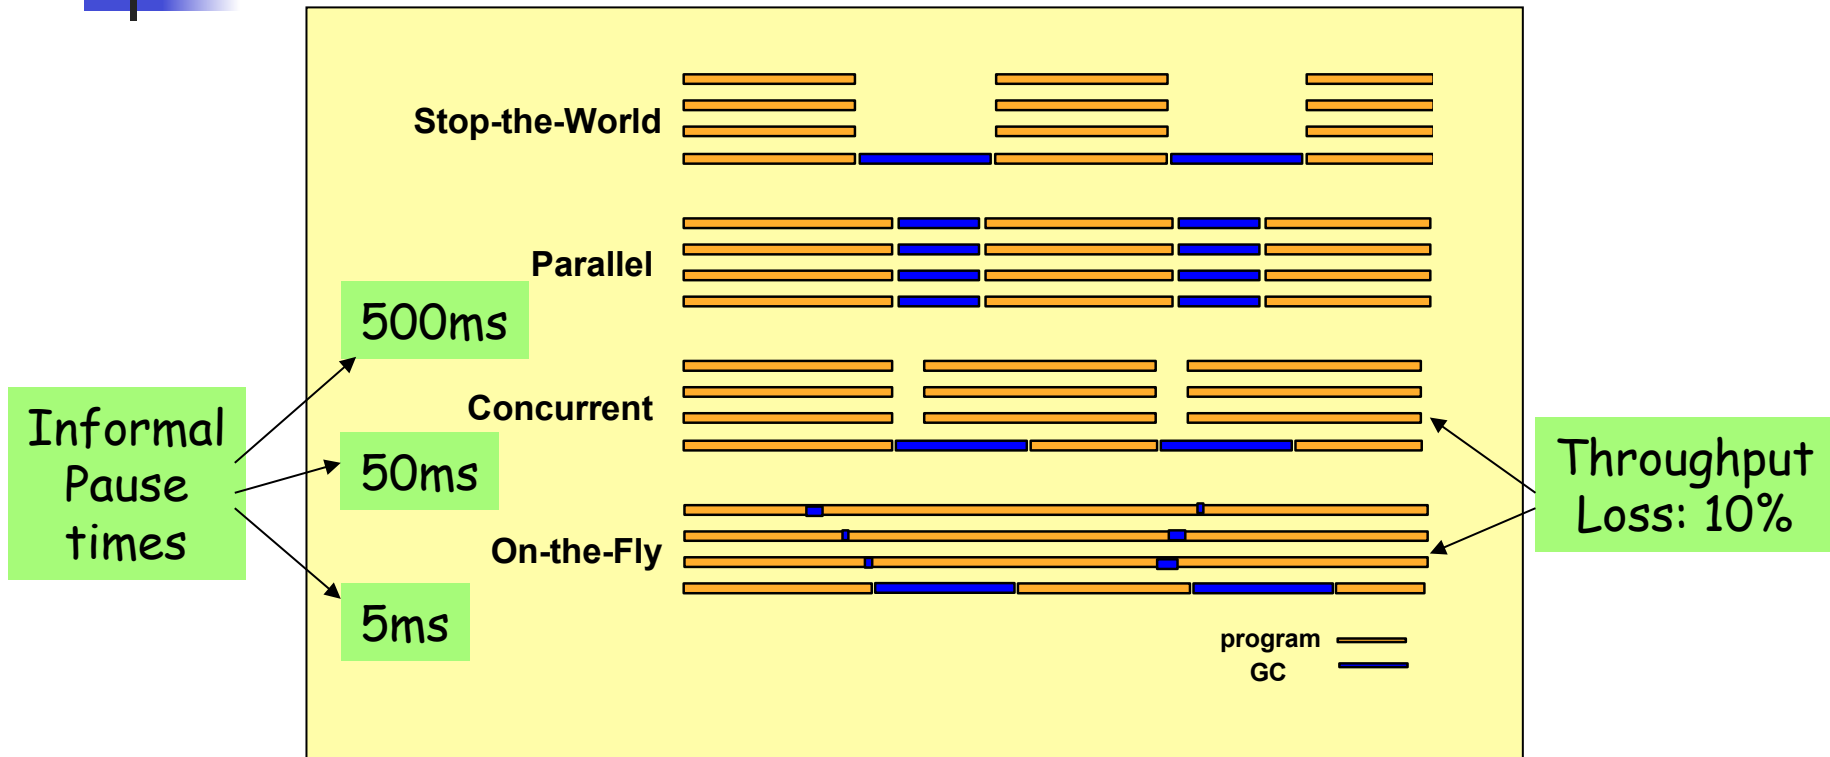 Stop-the-World
Parallel
500ms
Concurrent
Informal
Pause
times
50ms
Throughput
Loss: 10%
On-the-Fly
5ms
program
GC